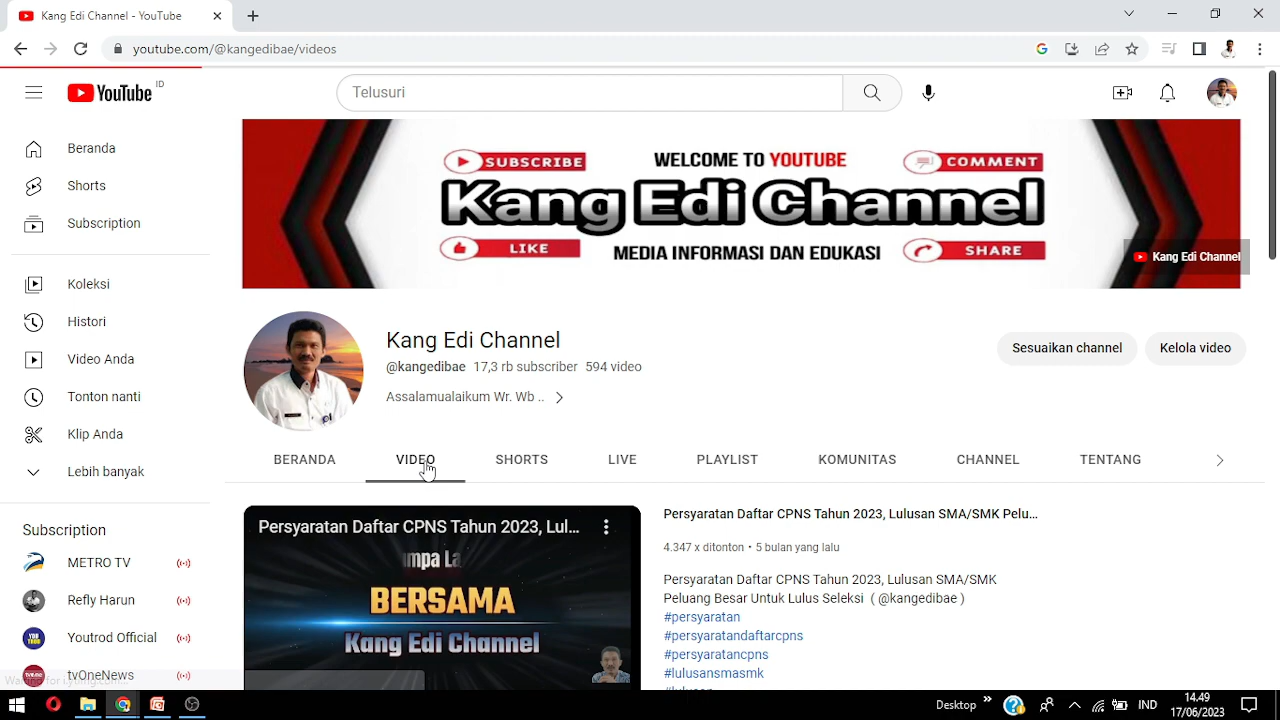 Kang Edi Channel - YouTube
youtube.com/@kangedibae/videos
YouTube ID
Telusuri
Beranda
Shorts
Subscription
Koleksi
Histori
Video Anda
Tonton nanti
Klip Anda
Lebih banyak
Subscription
METRO TV
Refly Harun
Youtrod Official
tvOneNews
SUBSCRIBE
WELCOME TO YOUTUBE
COMMENT
Kang Edi Channel
LIKE
MEDIA INFORMASI DAN EDUKASI
SHARE
Kang Edi Channel
Kang Edi Channel
@kangedibae 17,3 rb subscriber 594 video
Assalamualaikum Wr. Wb ..
Sesuaikan channel
Kelola video
BERANDA
VIDEO
SHORTS
LIVE
PLAYLIST
KOMUNITAS
CHANNEL
TENTANG
Persyaratan Daftar CPNS Tahun 2023, Lul...
BERSAMA
Kang Edi Channel
Persyaratan Daftar CPNS Tahun 2023, Lulusan SMA/SMK Pelu...
4.347 x ditonton • 5 bulan yang lalu
Persyaratan Daftar CPNS Tahun 2023, Lulusan SMA/SMK
Peluang Besar Untuk Lulus Seleksi ( @kangedibae )
#persyaratan
#persyaratandaftarcpns
#persyaratancpns
#lulusansmasmk
Desktop
IND
14.49
17/06/2023